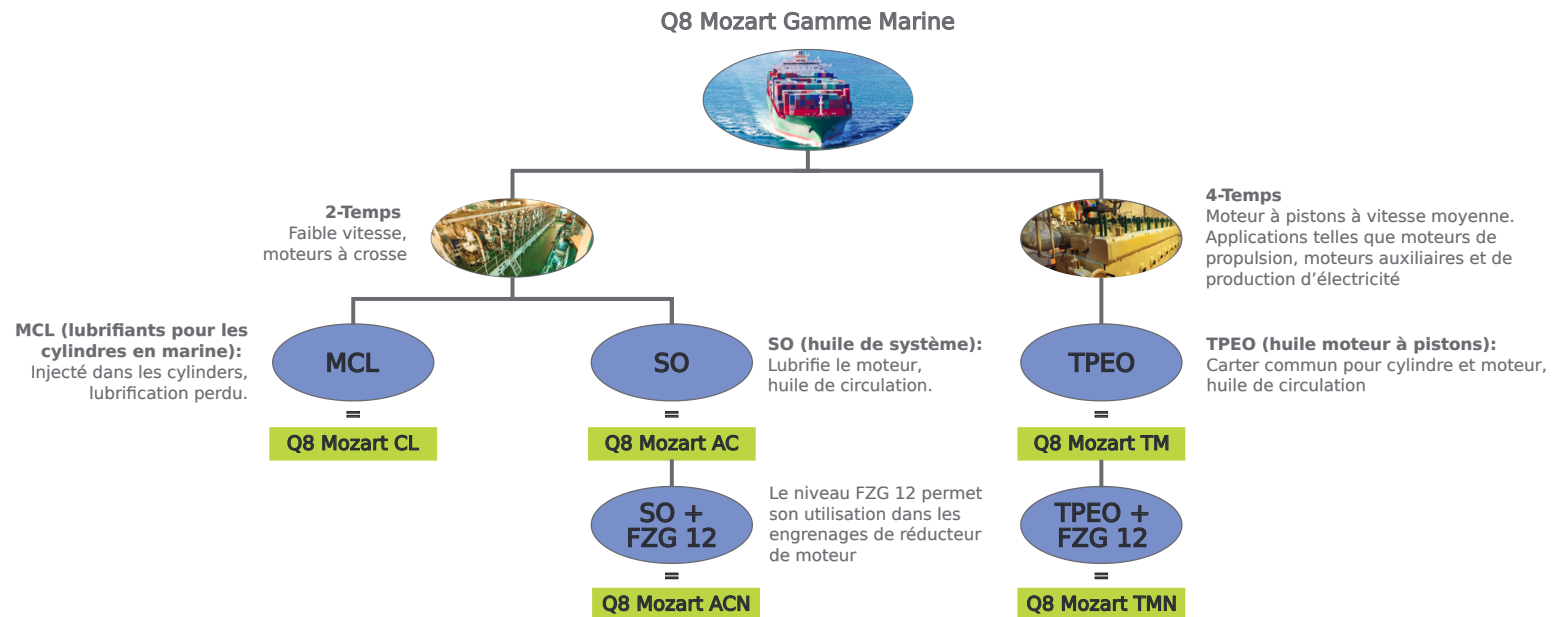 Q8 Mozart Gamme Marine
2-Temps
Faible vitesse,
moteurs à crosse
4-Temps
Moteur à pistons à vitesse moyenne.
Applications telles que moteurs de
propulsion, moteurs auxiliaires et de
production d’électricité
MCL (lubrifiants pour les
cylindres en marine):
Injecté dans les cylinders,
lubrification perdu.
MCL
=
Q8 Mozart CL
SO
SO (huile de système):
Lubrifie le moteur,
huile de circulation.
=
Q8 Mozart AC
TPEO
TPEO (huile moteur à pistons):
Carter commun pour cylindre et moteur,
huile de circulation
=
Q8 Mozart TM
SO +
FZG 12
Le niveau FZG 12 permet
son utilisation dans les
engrenages de réducteur
de moteur
=
Q8 Mozart ACN
TPEO +
FZG 12
=
Q8 Mozart TMN